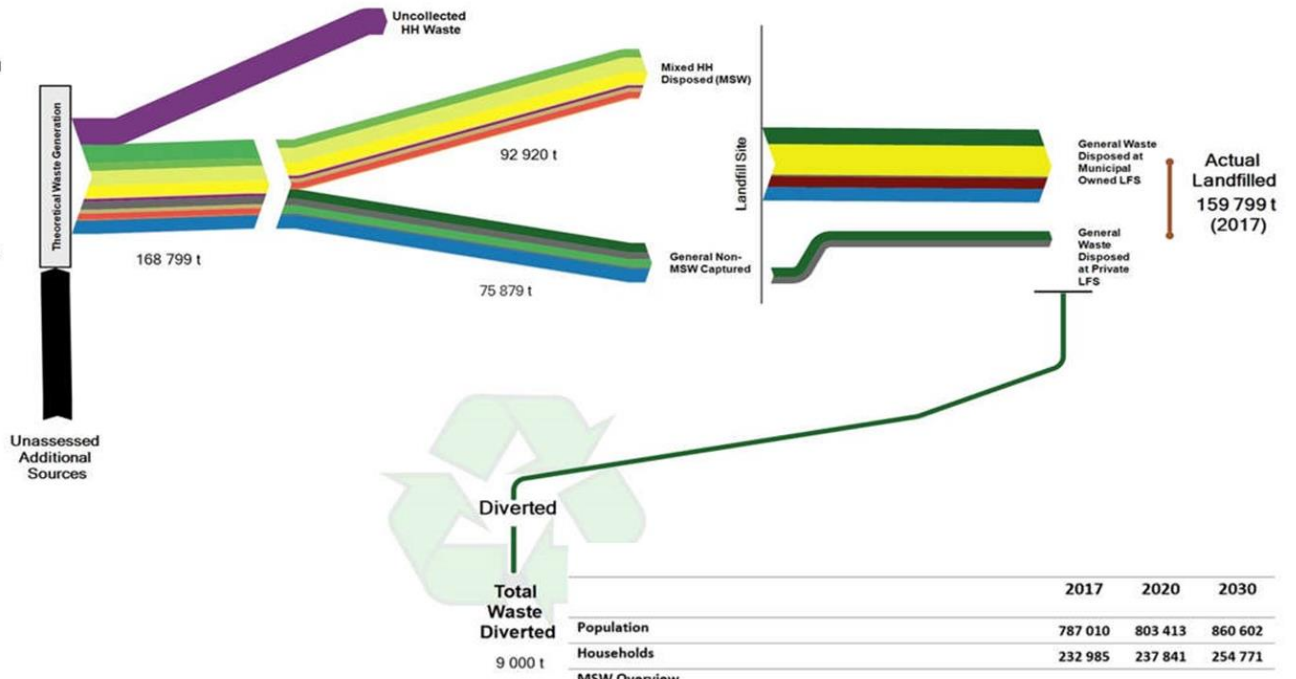 Uncollected
HH Waste
Theoretical Waste Generation
Mixed HH
Disposed (MSW)
92 920 t
168 799 t
General Non-
MSW Captured
75 879 t
Landfill Site
General Waste
Disposed at
Municipal
Owned LFS
Actual
Landfilled
159 799 t
(2017)
General
Waste
Disposed
at Private
LFS
Unassessed
Additional
Sources
Diverted
Total
Waste
Diverted
9 000 t
2017 2020 2030
Population 787 010 803 413 860 602
Households 232 985 237 841 254 771
MSW Overview